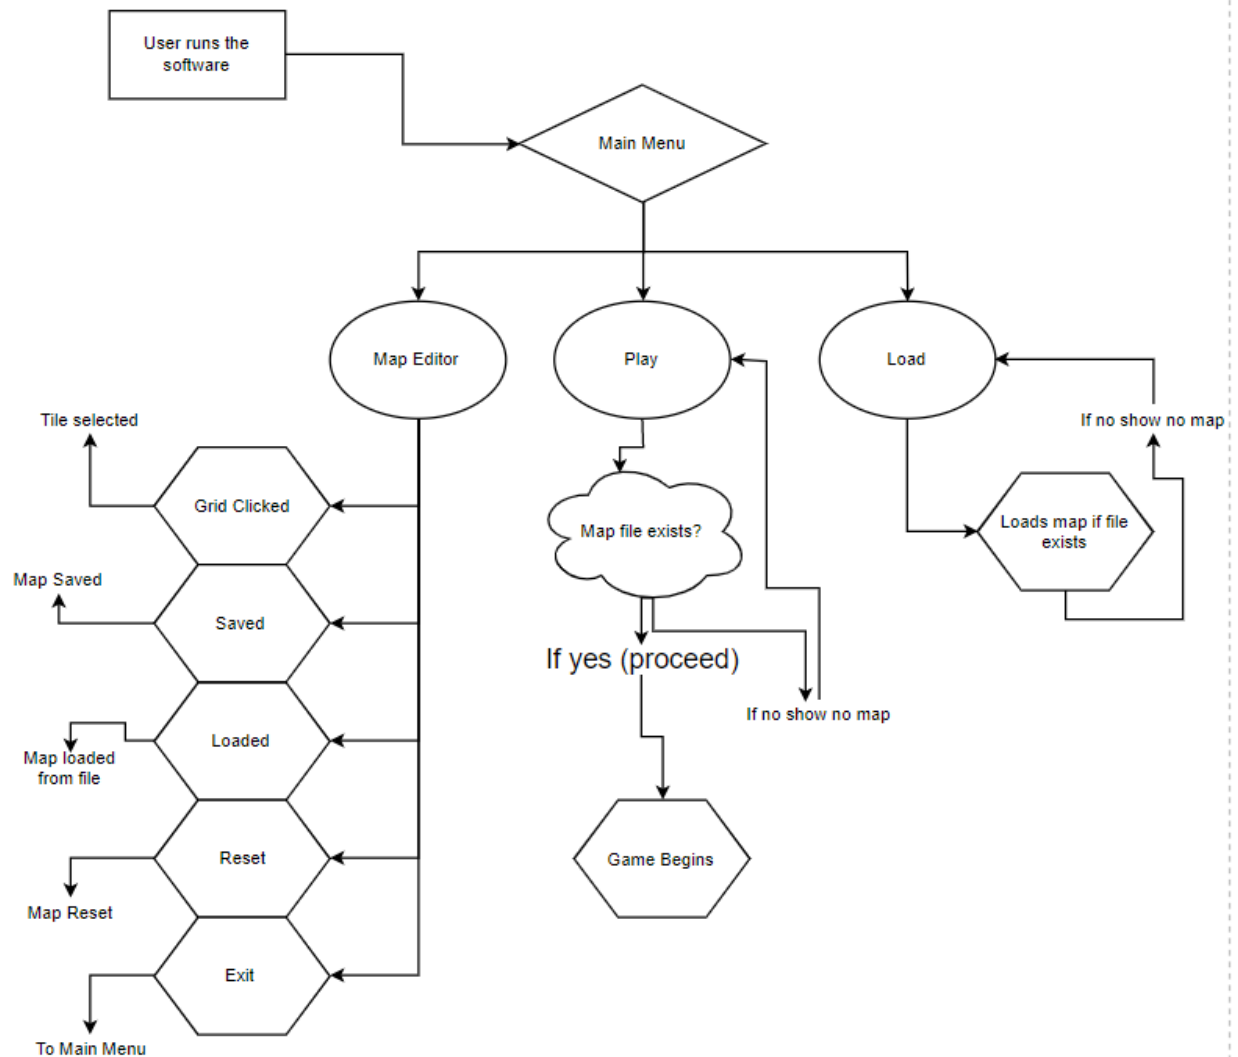 User runs the
software
Main Menu
Map Editor
Play
Load
Tile selected
If no show no map
Grid Clicked
Map file exists?
Loads map if file
exists
Map Saved
Saved
If yes (proceed)
If no show no map
Loaded
Map loaded
from file
Reset
Game Begins
Map Reset
Exit
To Main Menu